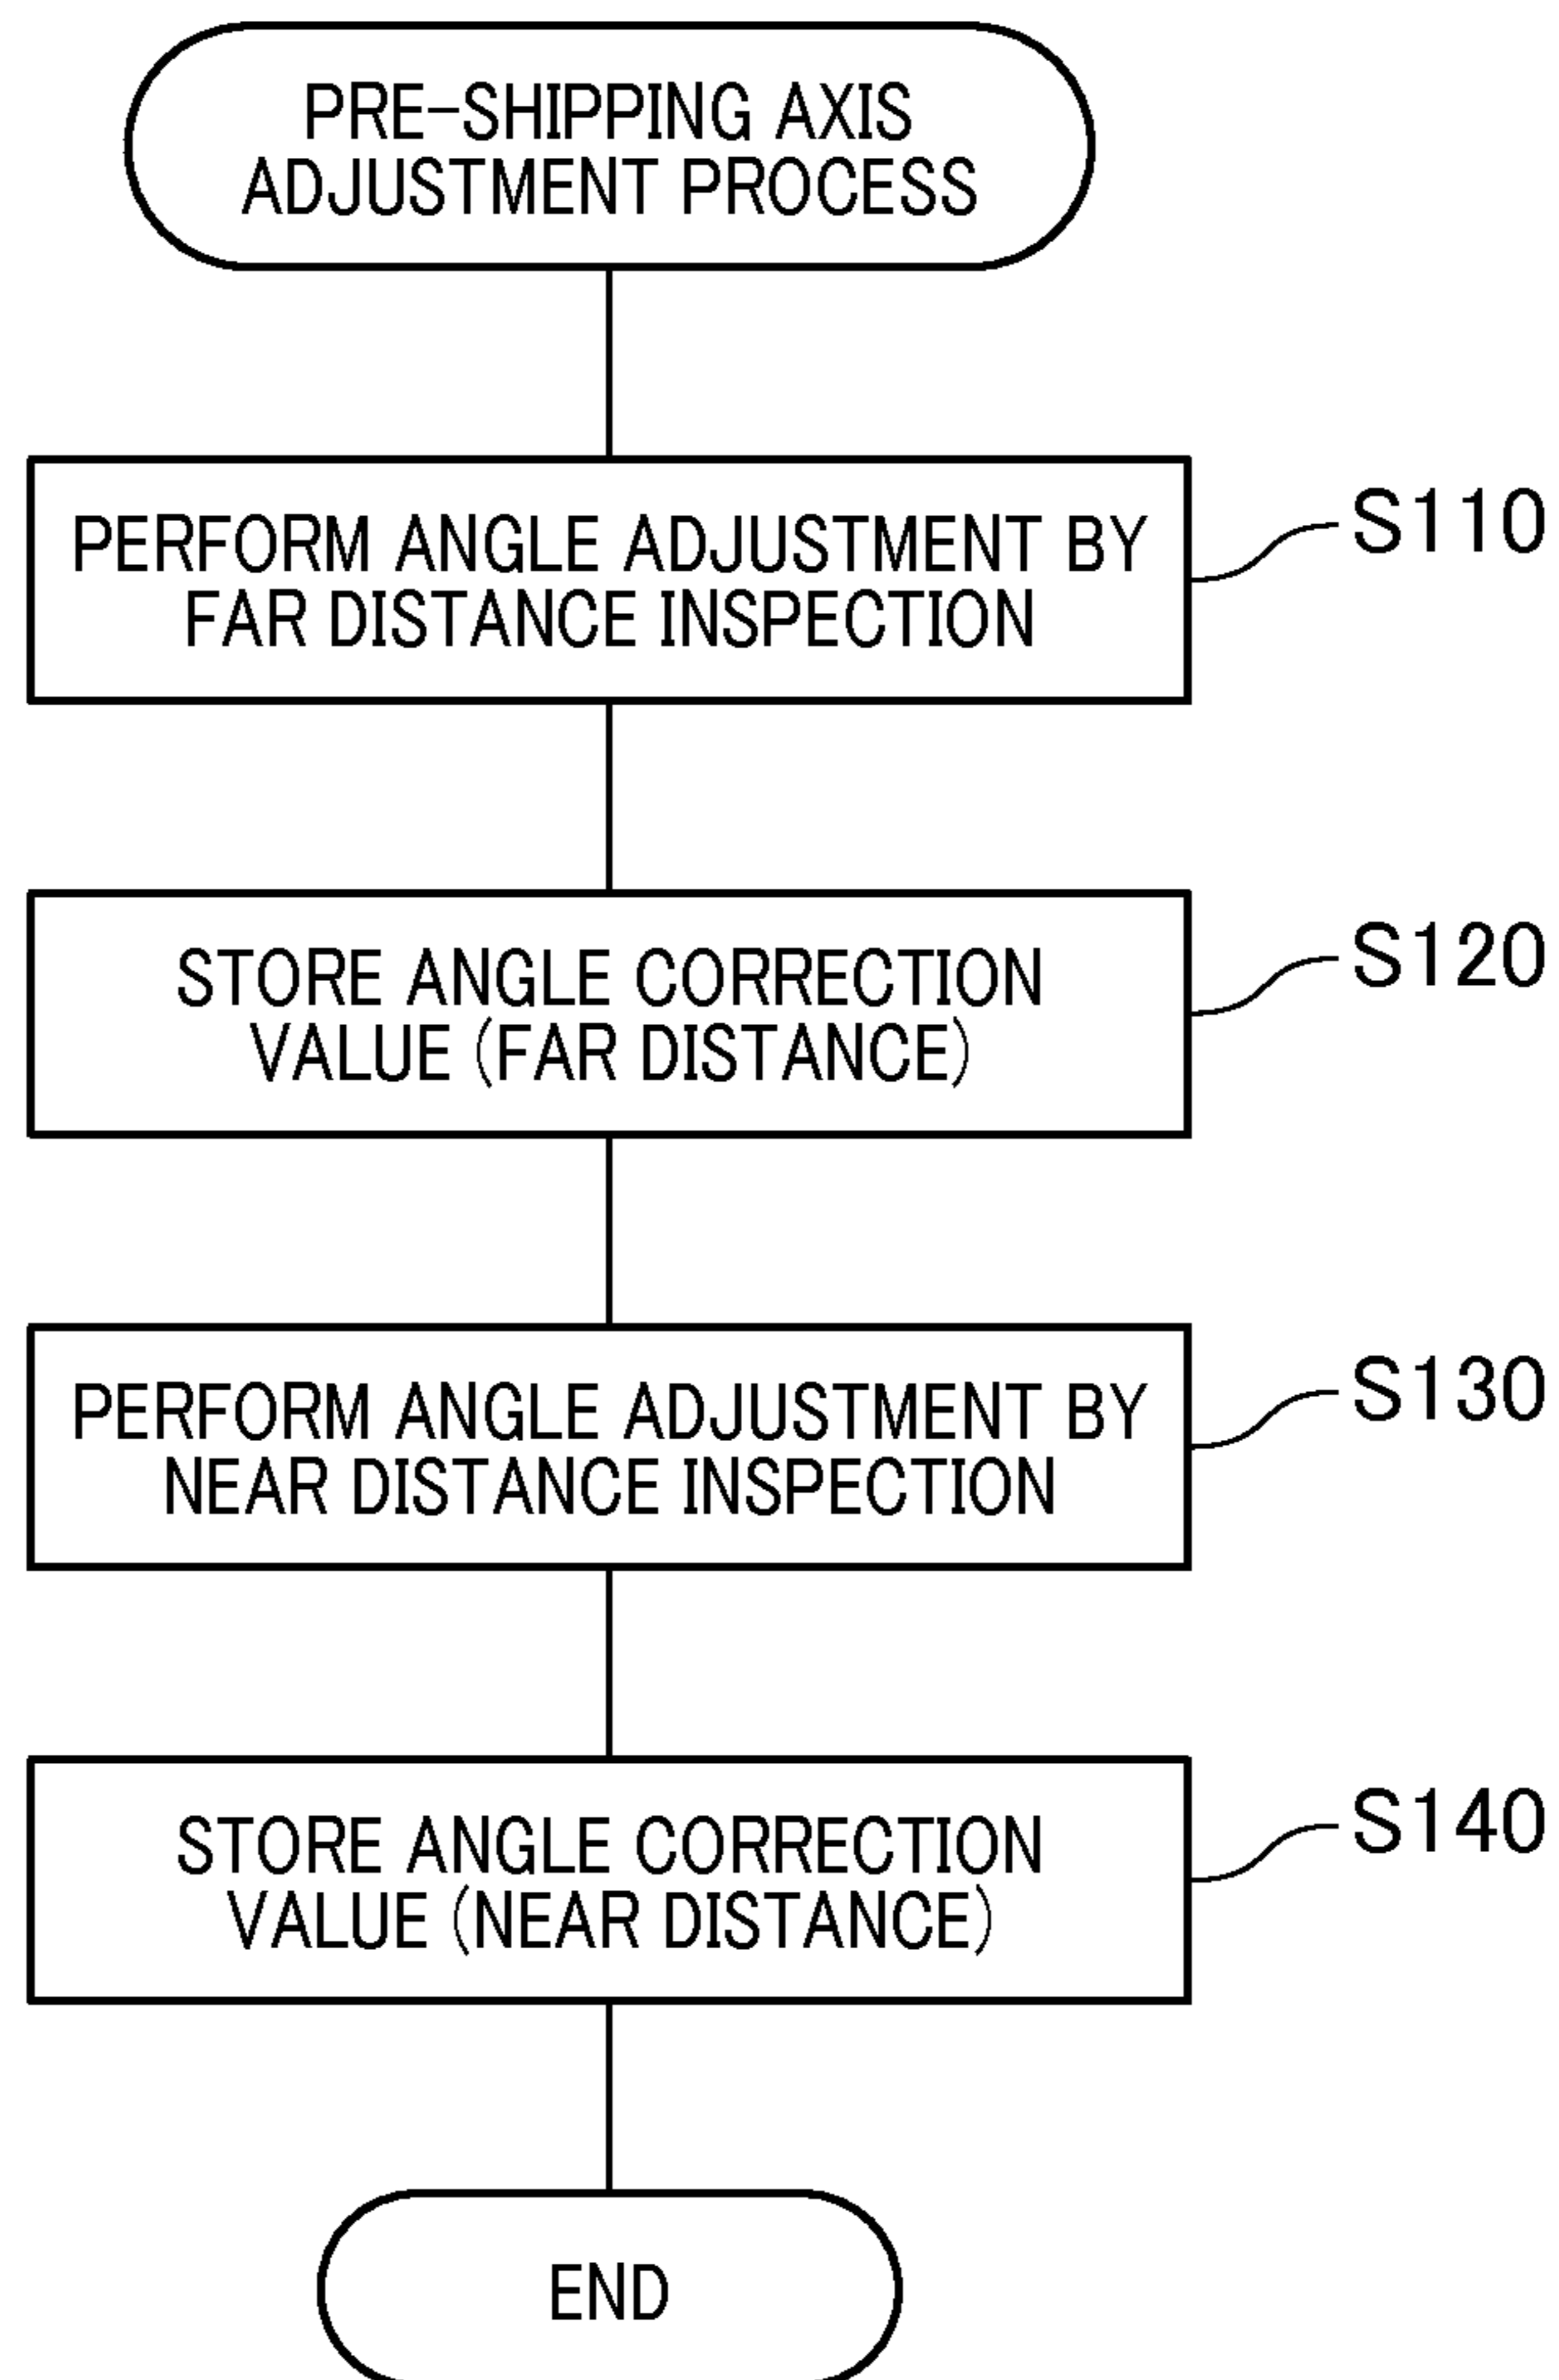 PRE-SHIPPING AXIS
ADJUSTMENT PROCESS
PERFORM ANGLE ADJUSTMENT BY
FAR DISTANCE INSPECTION
S110
STORE ANGLE CORRECTION
VALUE (FAR DISTANCE)
S120
PERFORM ANGLE ADJUSTMENT BY
NEAR DISTANCE INSPECTION
S130
STORE ANGLE CORRECTION
VALUE (NEAR DISTANCE)
S140
END